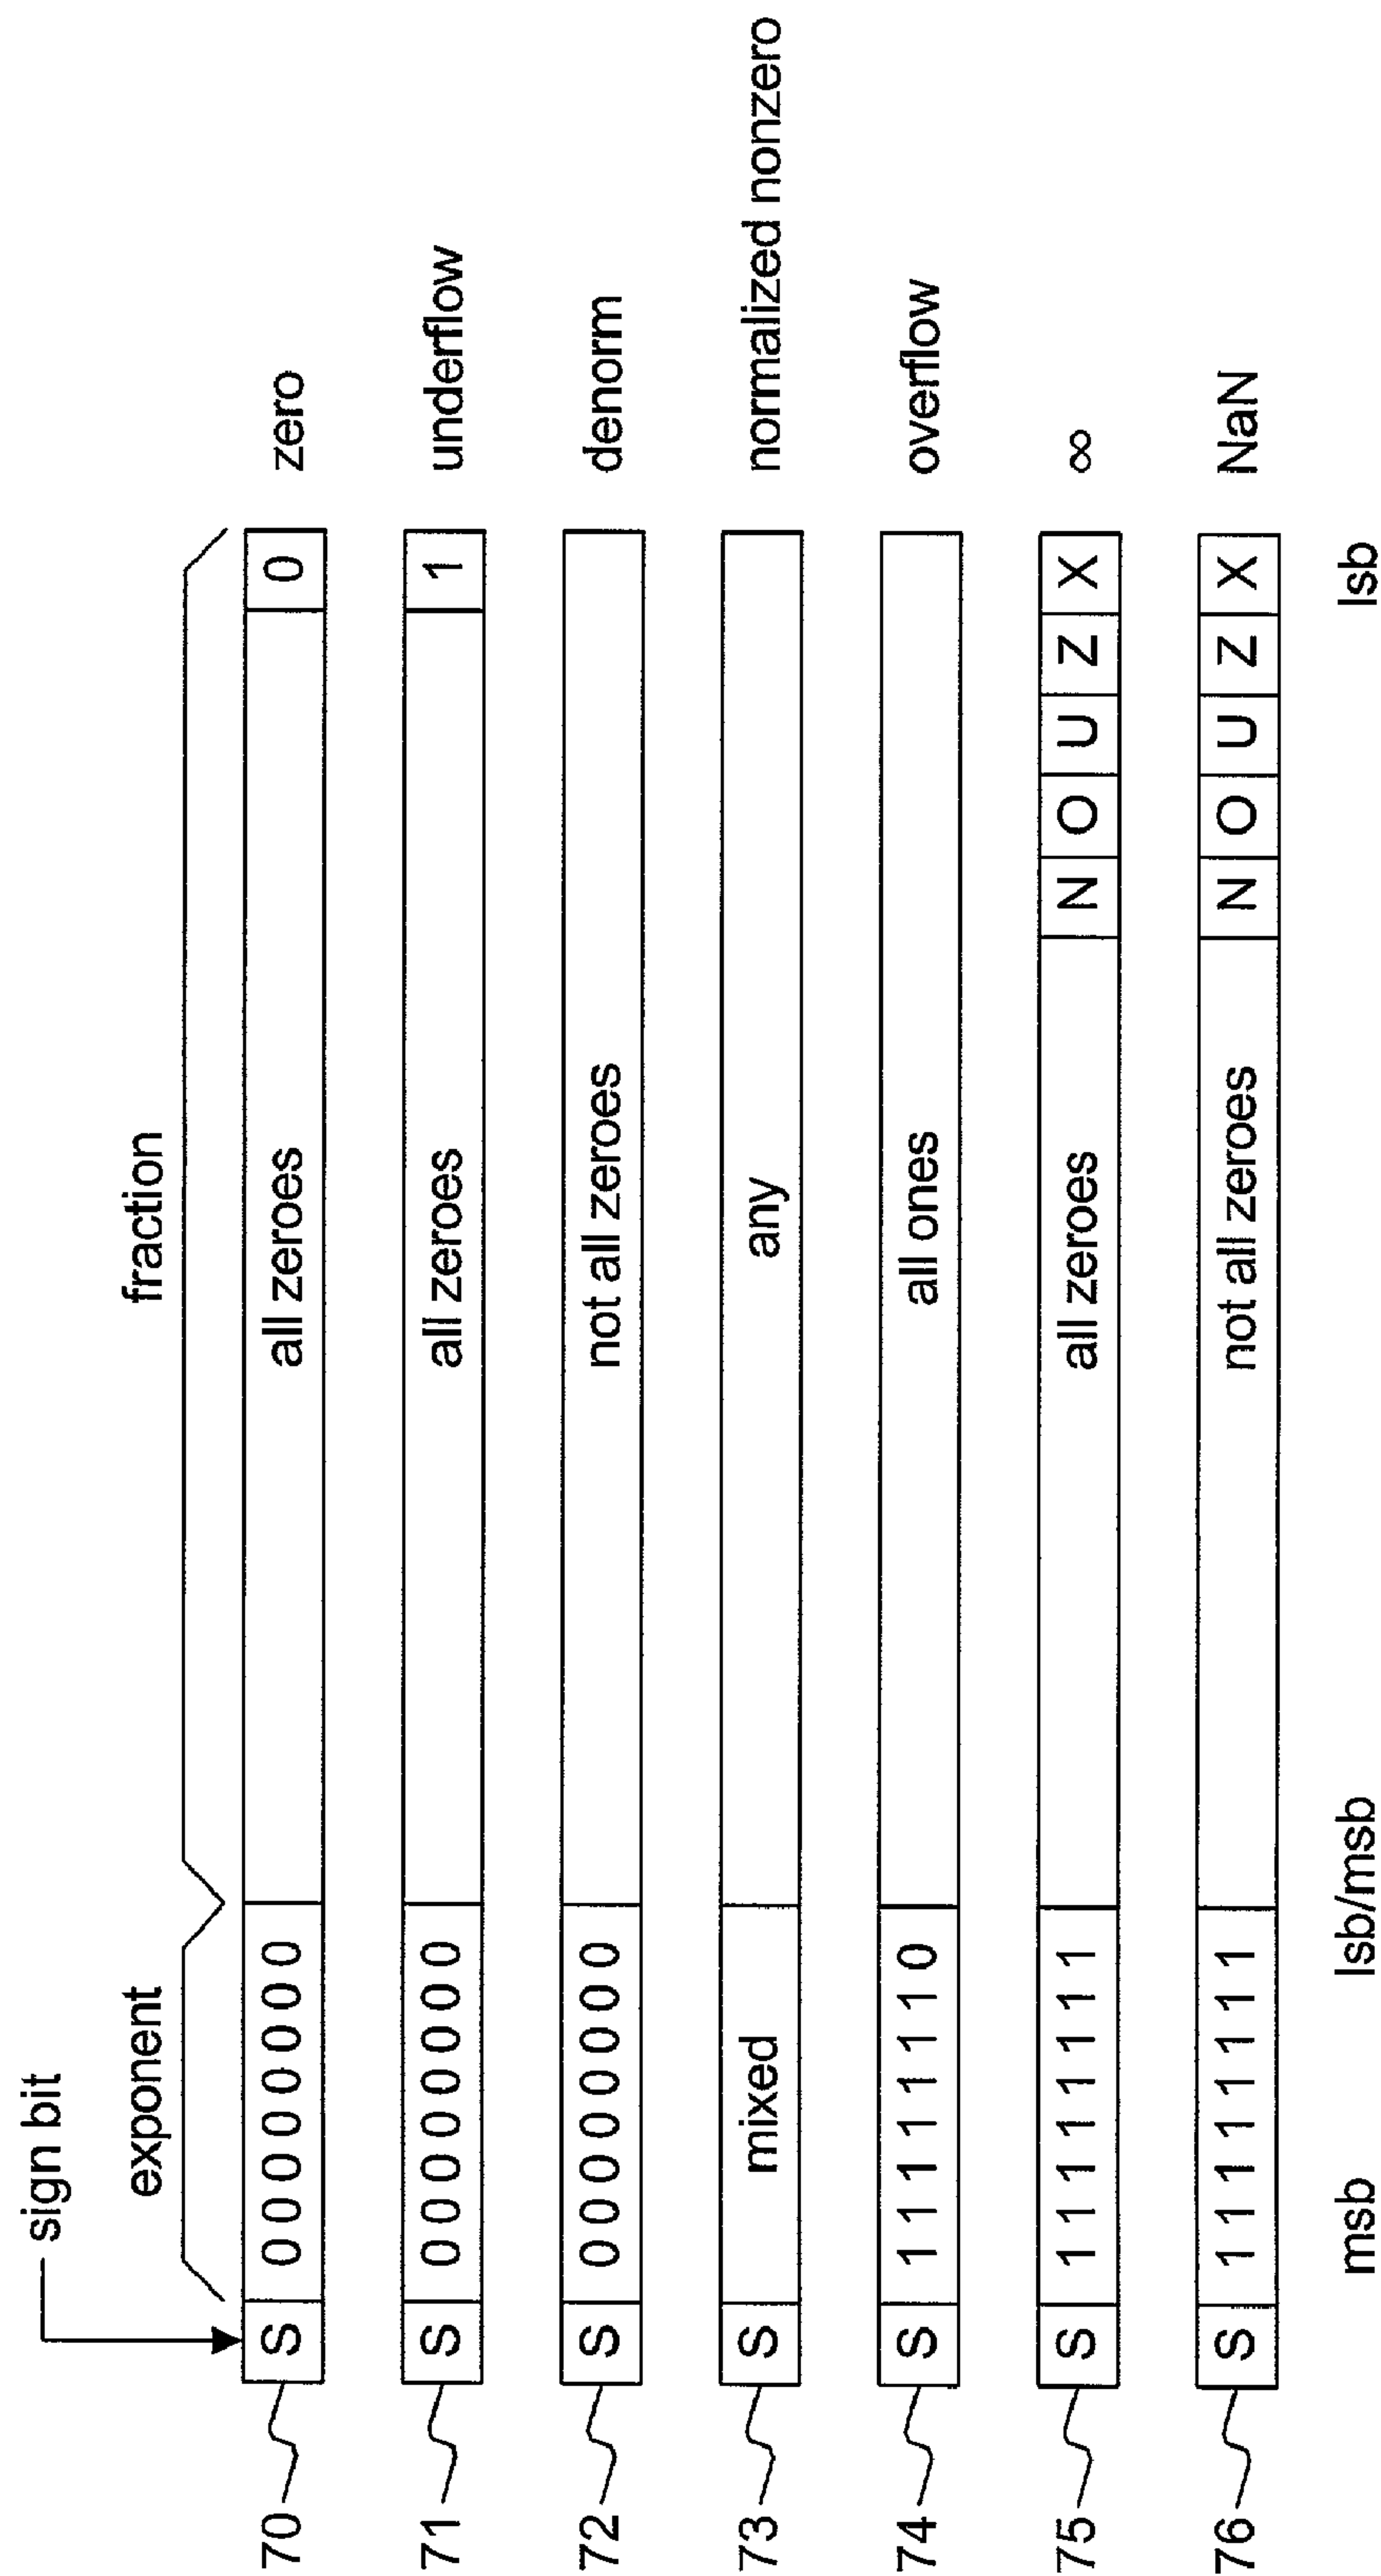 sign bit
exponent fraction
70 S 0 0 0 0 0 0 0 0 all zeroes 0 zero
71 S 0 0 0 0 0 0 0 0 all zeroes 1 underflow
72 S 0 0 0 0 0 0 0 0 not all zeroes denorm
73 S mixed any normalized nonzero
74 S 1 1 1 1 1 1 1 0 all ones overflow
75 S 1 1 1 1 1 1 1 1 all zeroes N O U Z X ∞
76 S 1 1 1 1 1 1 1 1 not all zeroes N O U Z X NaN
msb lsb/msb lsb